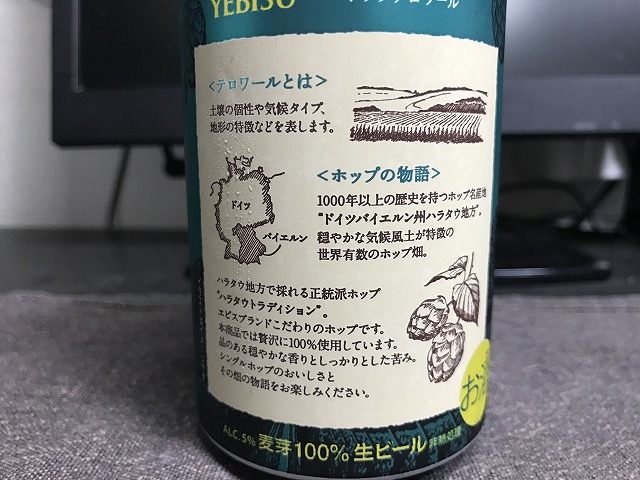 YEBISU
<テロワールとは>
土壌の個性や気候タイプ、
地形の特徴などを表します。
<ホップの物語>
1000年以上の歴史を持つホップ名産地
"ドイツバイエルン州ハラタウ地方"。
穏やかな気候風土が特徴の
世界有数のホップ畑。
ドイツ
バイエルン
ハラタウ地方で採れる正統派ホップ
"ハラタウトラディション"。
ヱビスブランドこだわりのホップです。
本商品では贅沢に100%使用しています。
品のある穏やかな香りとしっかりとした苦み。
シングルホップのおいしさと
その畑の物語をお楽しみください。
お酒
ALC.5% 麦芽100% 生ビール 非熱処理